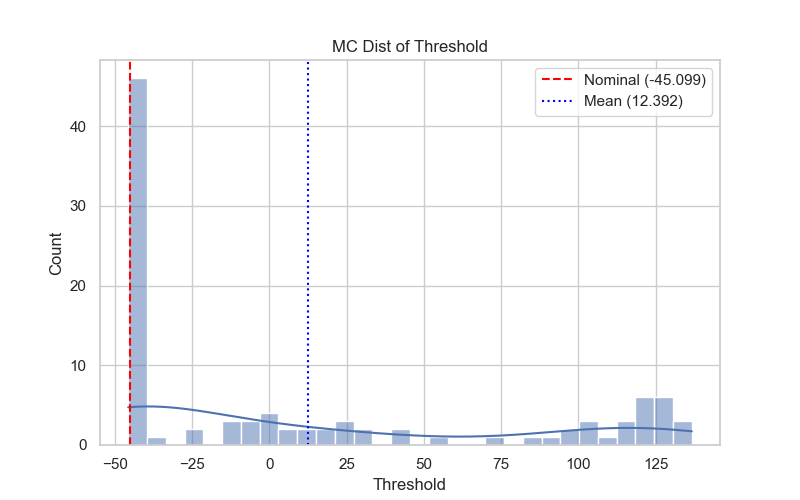 MC Dist of Threshold
Nominal (-45.099)
Mean (12.392)
Count
40
30
20
10
0
−50
−25
0
25
50
75
100
125
Threshold